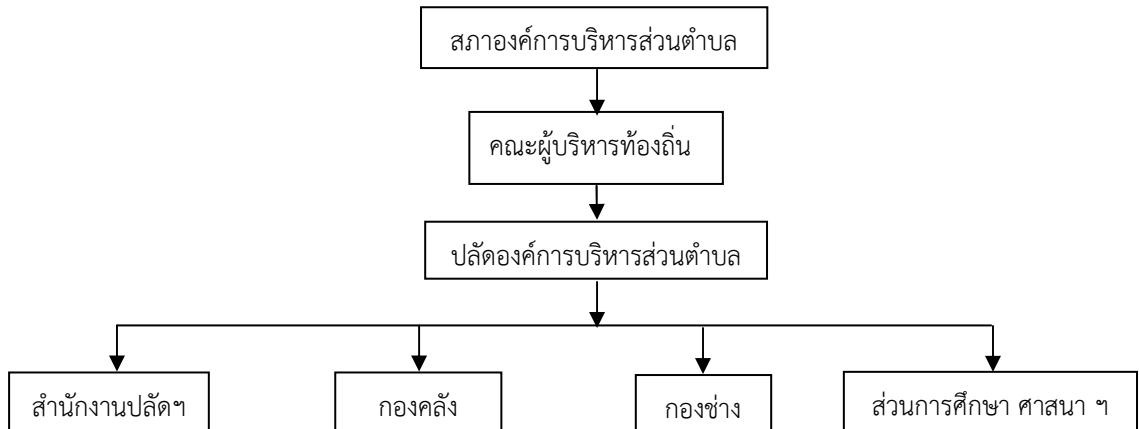 สภาองค์การบริหารส่วนตำบล
คณะผู้บริหารท้องถิ่น
ปลัดองค์การบริหารส่วนตำบล
สำนักงานปลัดฯ
กองคลัง
กองช่าง
ส่วนการศึกษา ศาสนา ฯ